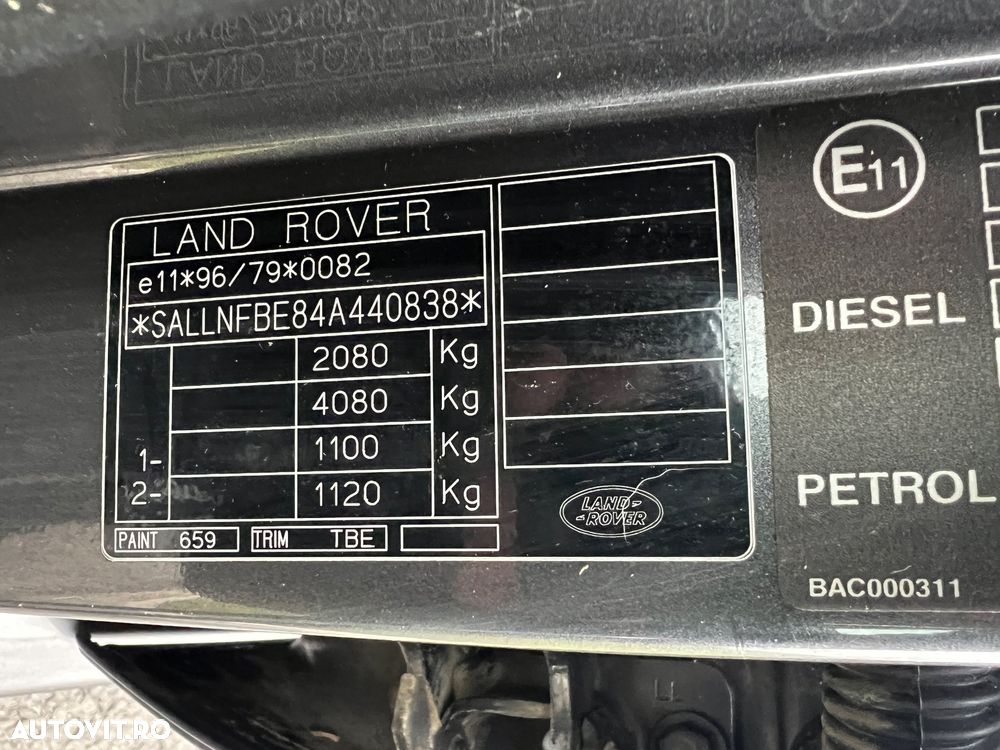 LAND ROVER
e11*96/79*0082
*SALLNFBE84A440838*
2080 Kg
4080 Kg
1- 1100 Kg
2- 1120 Kg
PAINT 659 TRIM TBE
LAND-
-ROVER
E11
DIESEL
PETROL
BAC000311
AUTOVIT.RO